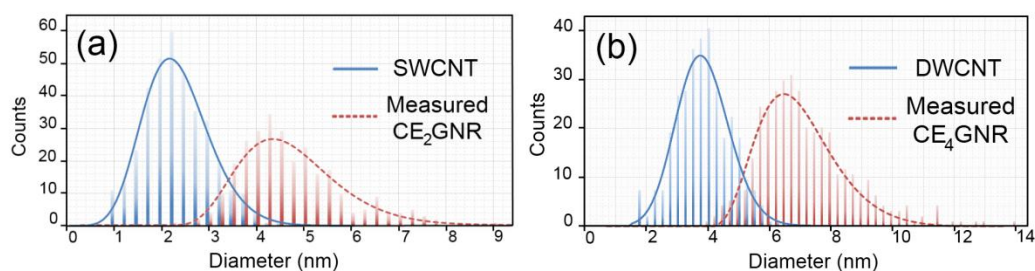 (a)
60
50
40
30
20
10
0
Counts
SWCNT
Measured
CE₂GNR
0 1 2 3 4 5 6 7 8 9
Diameter (nm)
(b)
40
30
20
10
0
Counts
DWCNT
Measured
CE₄GNR
0 2 4 6 8 10 12 14
Diameter (nm)